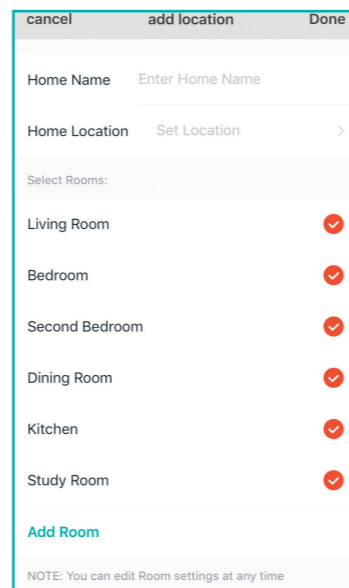 cancel add location Done
Home Name Enter Home Name
Home Location Set Location
Select Rooms:
Living Room
Bedroom
Second Bedroom
Dining Room
Kitchen
Study Room
Add Room
NOTE: You can edit Room settings at any time